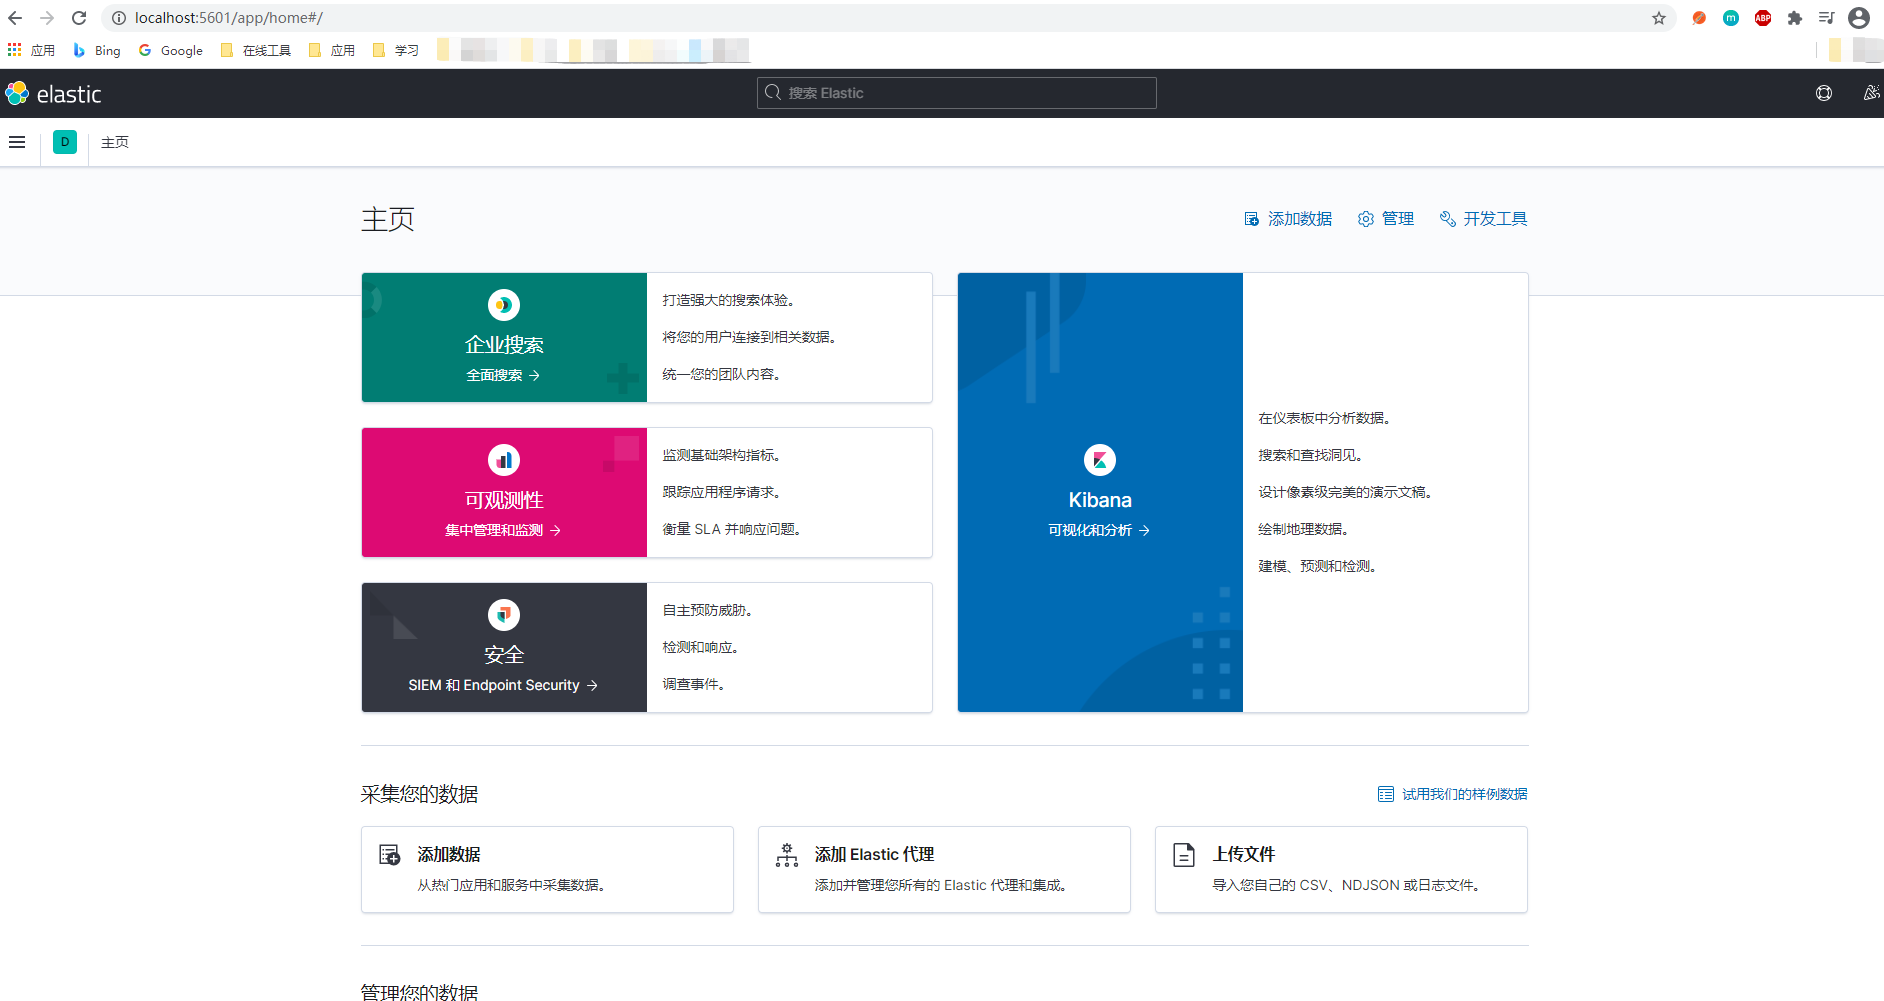 localhost:5601/app/home#/
ABP
应用 Bing Google 在线工具 应用 学习
elastic
搜索 Elastic
D 主页
主页
添加数据 管理 开发工具
企业搜索
全面搜索 →
打造强大的搜索体验。
将您的用户连接到相关数据。
统一您的团队内容。
可观测性
集中管理和监测 →
监测基础架构指标。
跟踪应用程序请求。
衡量 SLA 并响应问题。
安全
SIEM 和 Endpoint Security →
自主预防威胁。
检测和响应。
调查事件。
Kibana
可视化和分析 →
在仪表板中分析数据。
搜索和查找洞见。
设计像素级完美的演示文稿。
绘制地理数据。
建模、预测和检测。
采集您的数据
试用我们的样例数据
添加数据
从热门应用和服务中采集数据。
添加 Elastic 代理
添加并管理您所有的 Elastic 代理和集成。
上传文件
导入您自己的 CSV、NDJSON 或日志文件。
管理您的数据